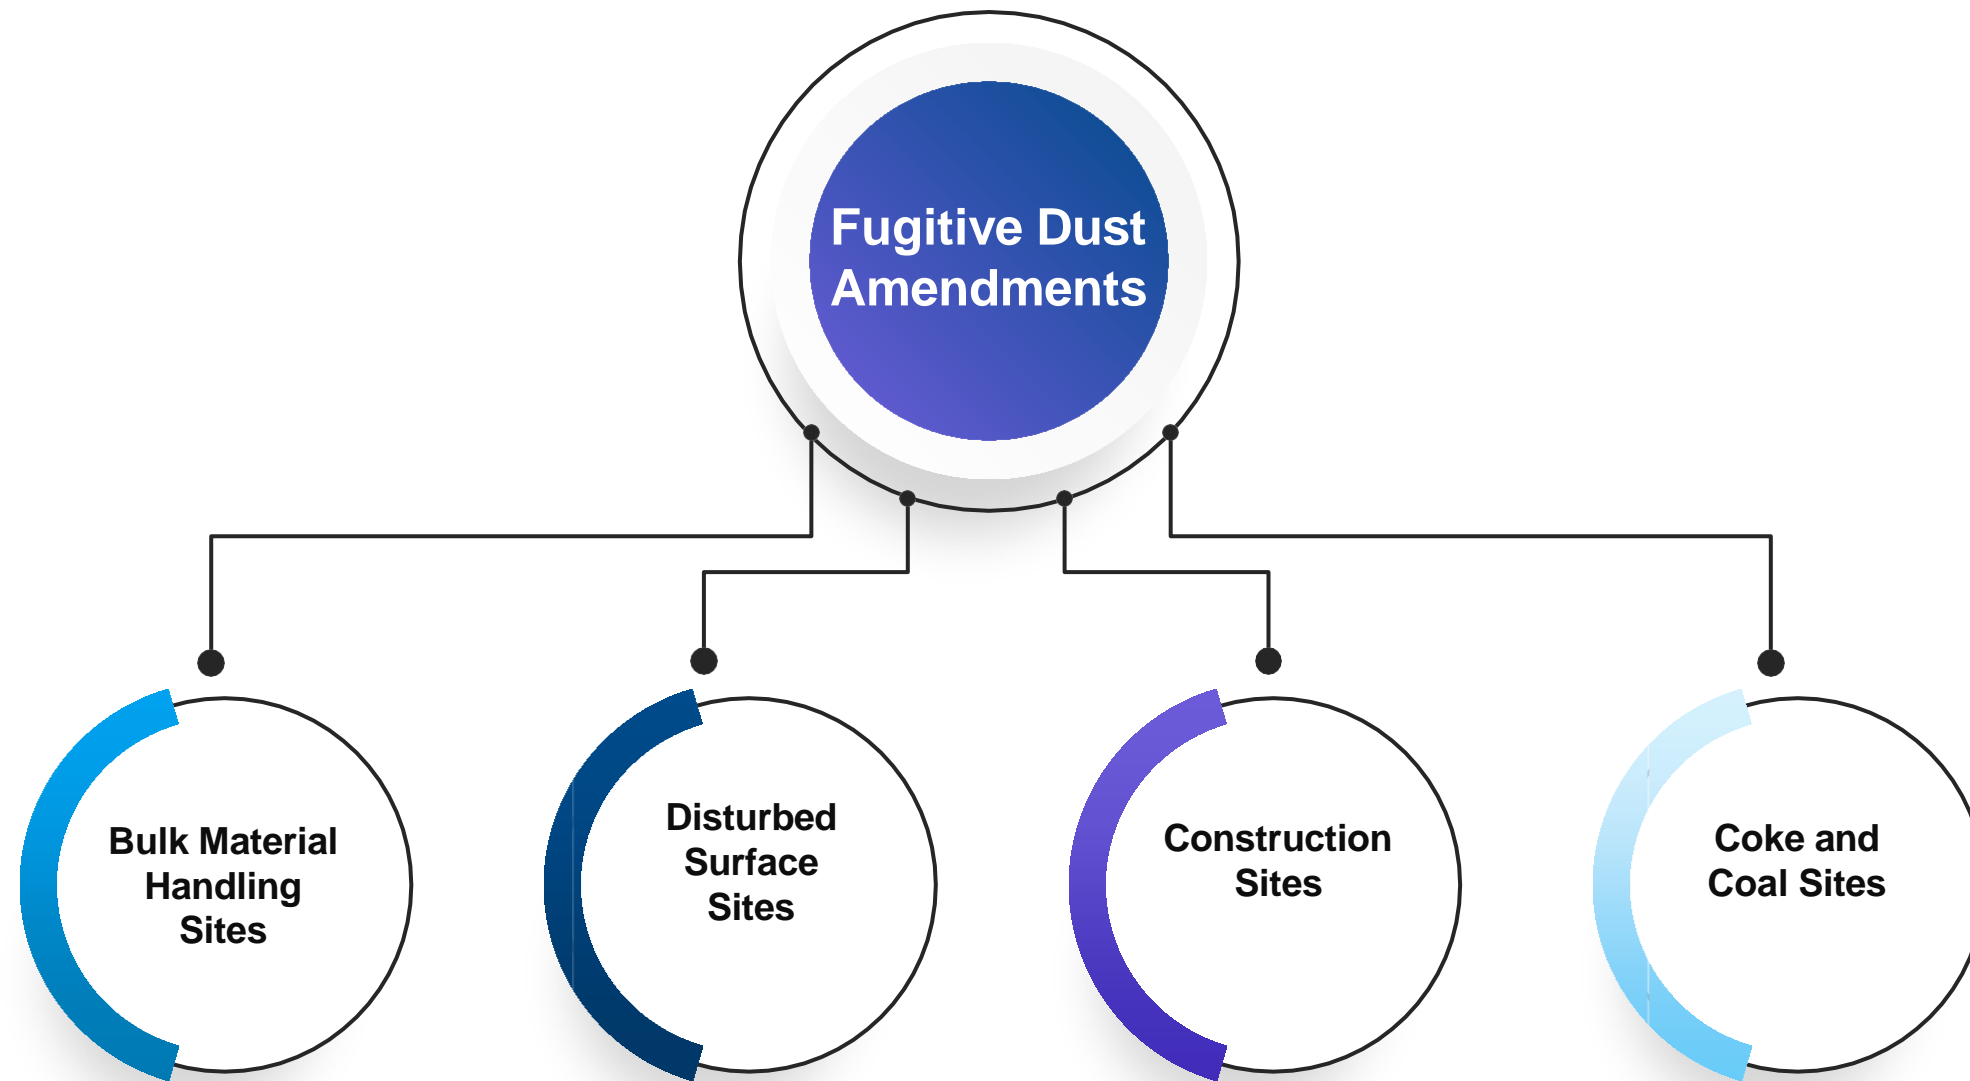 Fugitive Dust
Amendments
Bulk Material
Handling
Sites
Disturbed
Surface
Sites
Construction
Sites
Coke and
Coal Sites